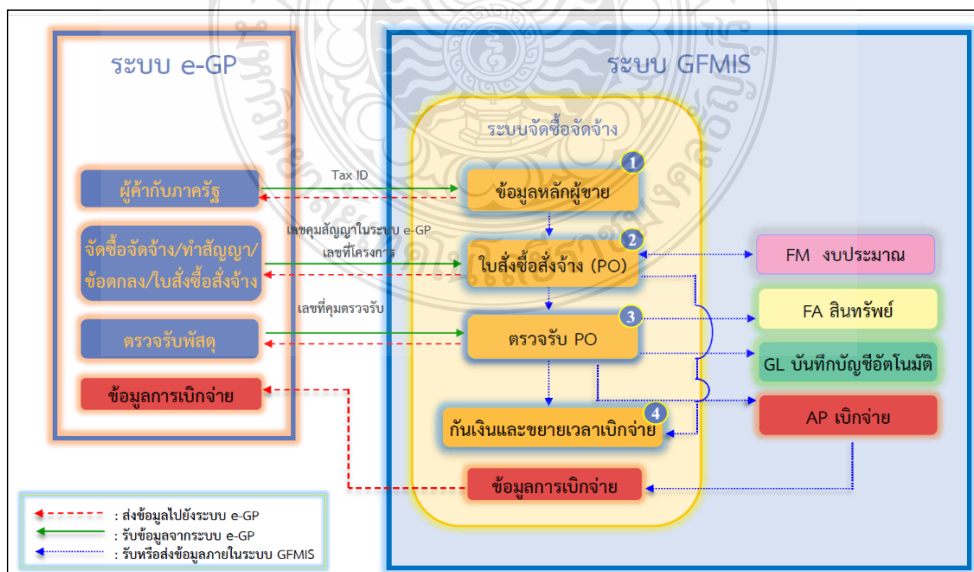 ระบบ e-GP
ระบบ GFMIS
ระบบจัดซื้อจัดจ้าง
ผู้ค้ากับภาครัฐ
Tax ID
1
ข้อมูลหลักผู้ขาย
จัดซื้อจัดจ้าง/ทำสัญญา/
ข้อตกลง/ใบสั่งซื้อสั่งจ้าง
เลขคุมสัญญาในระบบ e-GP
เลขที่โครงการ
2
ใบสั่งซื้อสั่งจ้าง (PO)
FM งบประมาณ
ตรวจรับพัสดุ
เลขที่คุมตรวจรับ
3
ตรวจรับ PO
FA สินทรัพย์
GL บันทึกบัญชีอัตโนมัติ
ข้อมูลการเบิกจ่าย
4
กันเงินและขยายเวลาเบิกจ่าย
AP เบิกจ่าย
ข้อมูลการเบิกจ่าย
: ส่งข้อมูลไปยังระบบ e-GP
: รับข้อมูลจากระบบ e-GP
: รับหรือส่งข้อมูลภายในระบบ GFMIS